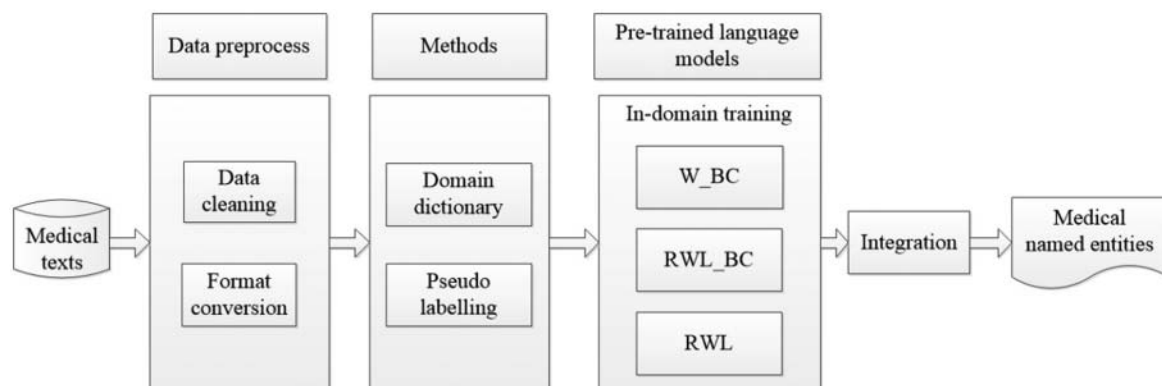 Data preprocess
Methods
Pre-trained language
models
Medical
texts
Data
cleaning
Format
conversion
Domain
dictionary
Pseudo
labelling
In-domain training
W_BC
RWL_BC
RWL
Integration
Medical
named entities